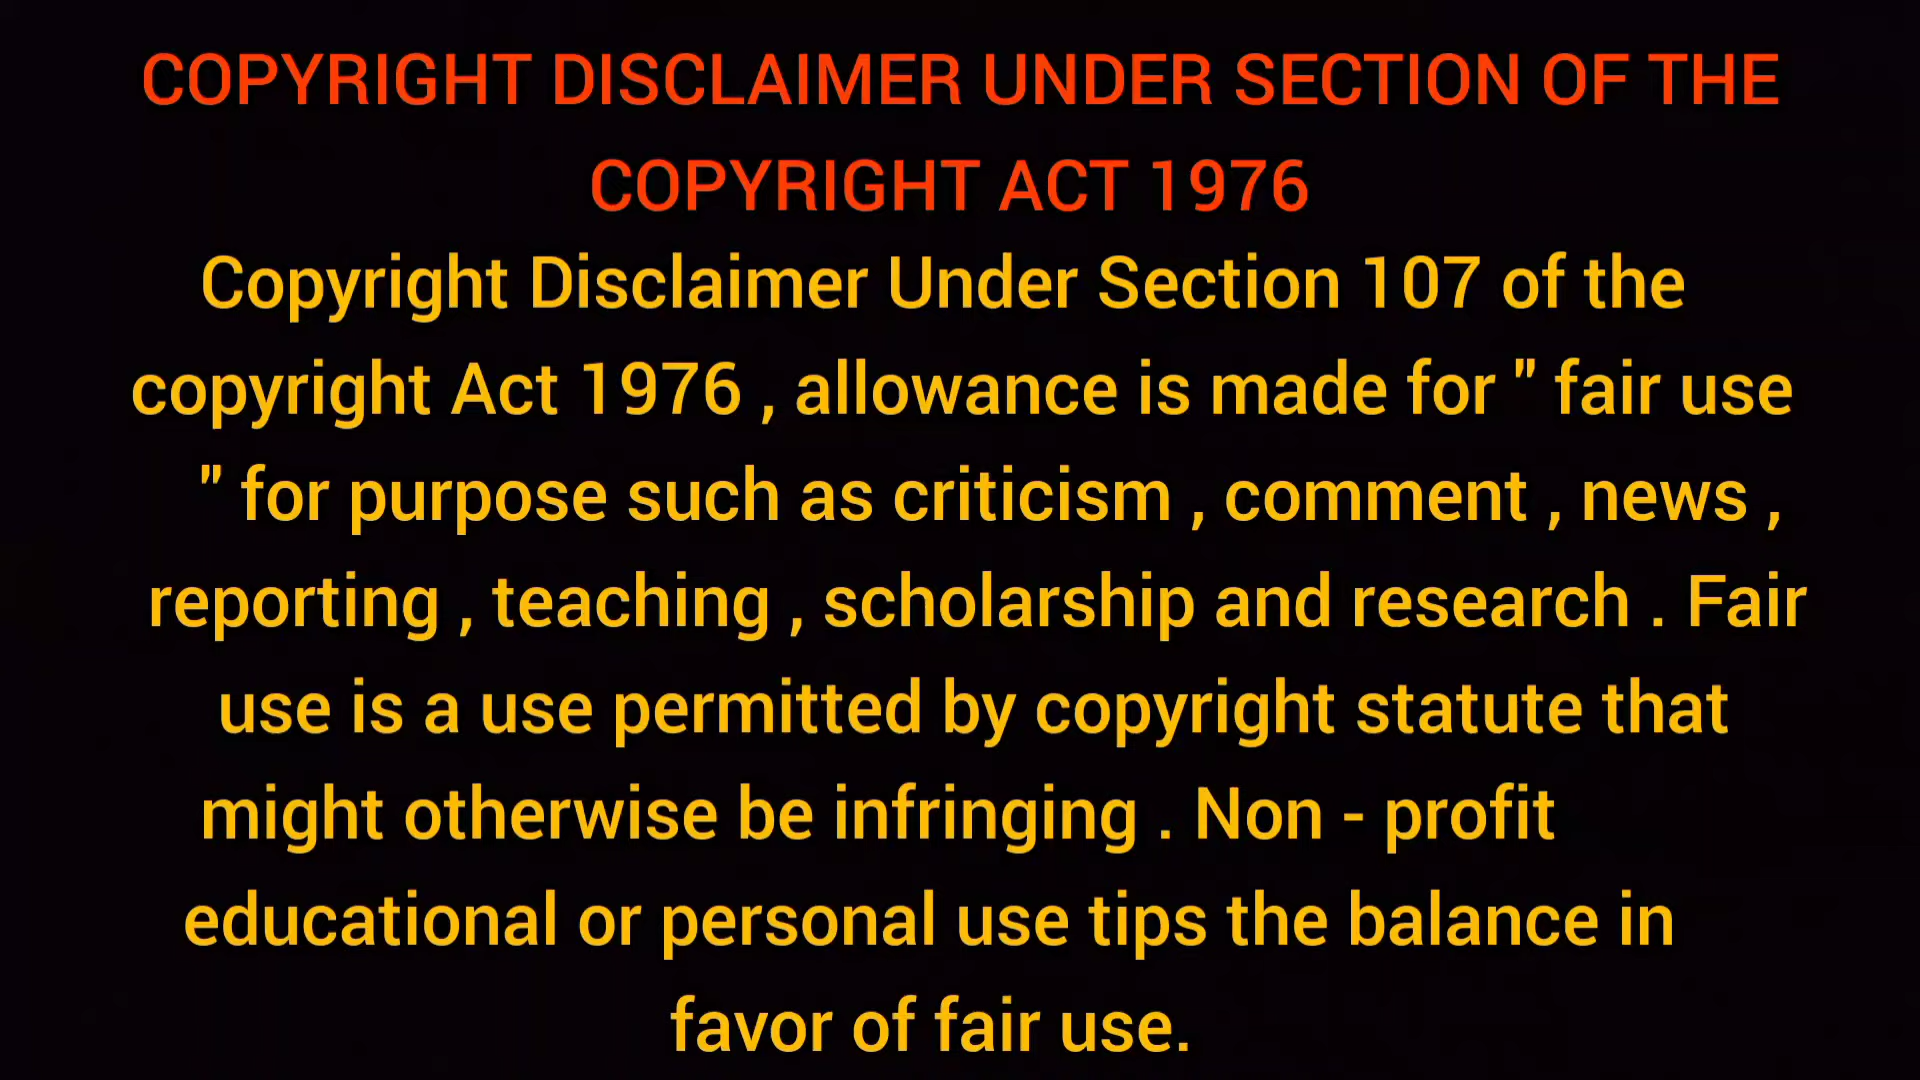 COPYRIGHT DISCLAIMER UNDER SECTION OF THE
COPYRIGHT ACT 1976
Copyright Disclaimer Under Section 107 of the
copyright Act 1976 , allowance is made for " fair use
" for purpose such as criticism , comment , news ,
reporting , teaching , scholarship and research . Fair
use is a use permitted by copyright statute that
might otherwise be infringing . Non - profit
educational or personal use tips the balance in
favor of fair use.